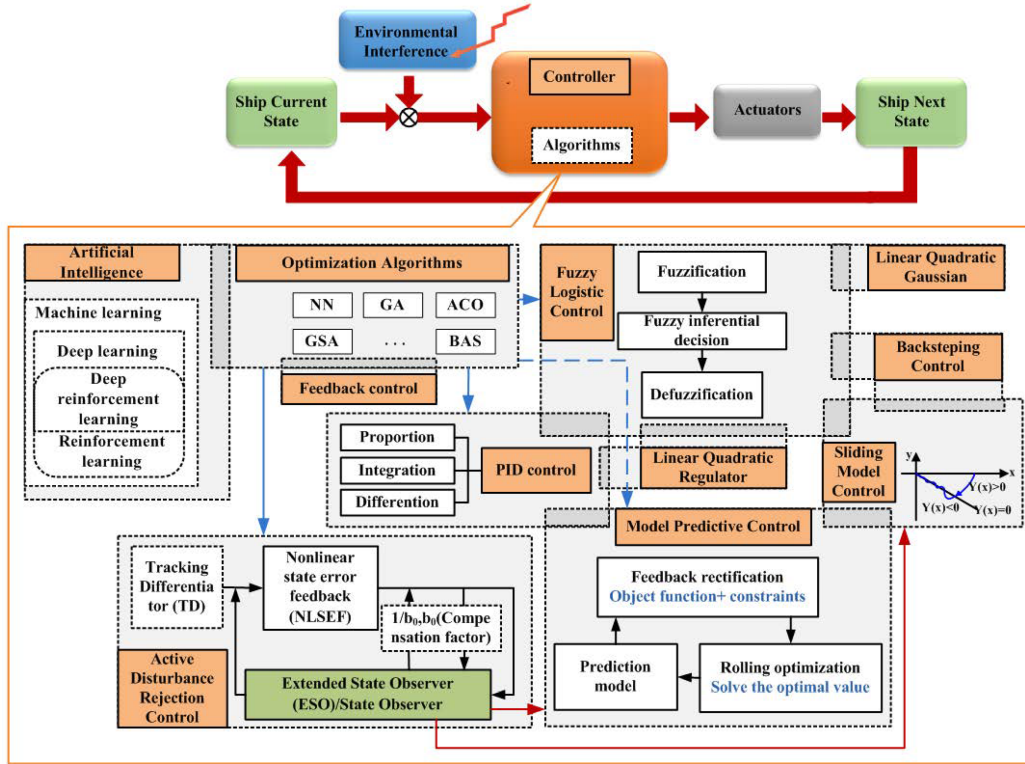 Environmental
Interference
Controller
Algorithms
Ship Current
State
Actuators
Ship Next
State
Artificial
Intelligence
Machine learning
Deep learning
Deep
reinforcement
learning
Reinforcement
learning
Optimization Algorithms
NN
GA
ACO
GSA
. . .
BAS
Feedback control
Fuzzy
Logistic
Control
Fuzzification
Fuzzy inferential
decision
Defuzzification
Linear Quadratic
Gaussian
Backsteping
Control
Proportion
Integration
Differention
PID control
Linear Quadratic
Regulator
Sliding
Model
Control
y
x
Y(x)>0
Y(x)<0
Y(x)=0
Tracking
Differentia
tor (TD)
Nonlinear
state error
feedback
(NLSEF)
1/b₀,b₀(Compe
nsation factor)
Active
Disturbance
Rejection
Control
Extended State Observer
(ESO)/State Observer
Model Predictive Control
Feedback rectification
Object function+ constraints
Prediction
model
Rolling optimization
Solve the optimal value